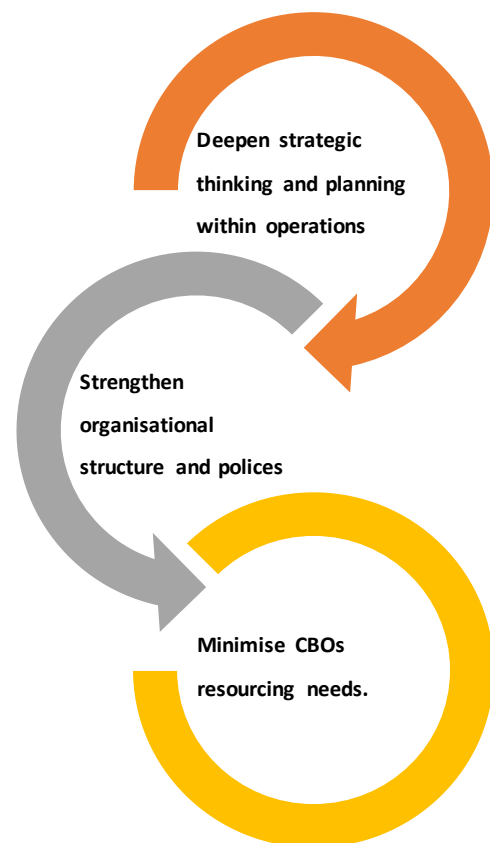 Deepen strategic
thinking and planning
within operations
Strengthen
organisational
structure and polices
Minimise CBOs
resourcing needs.